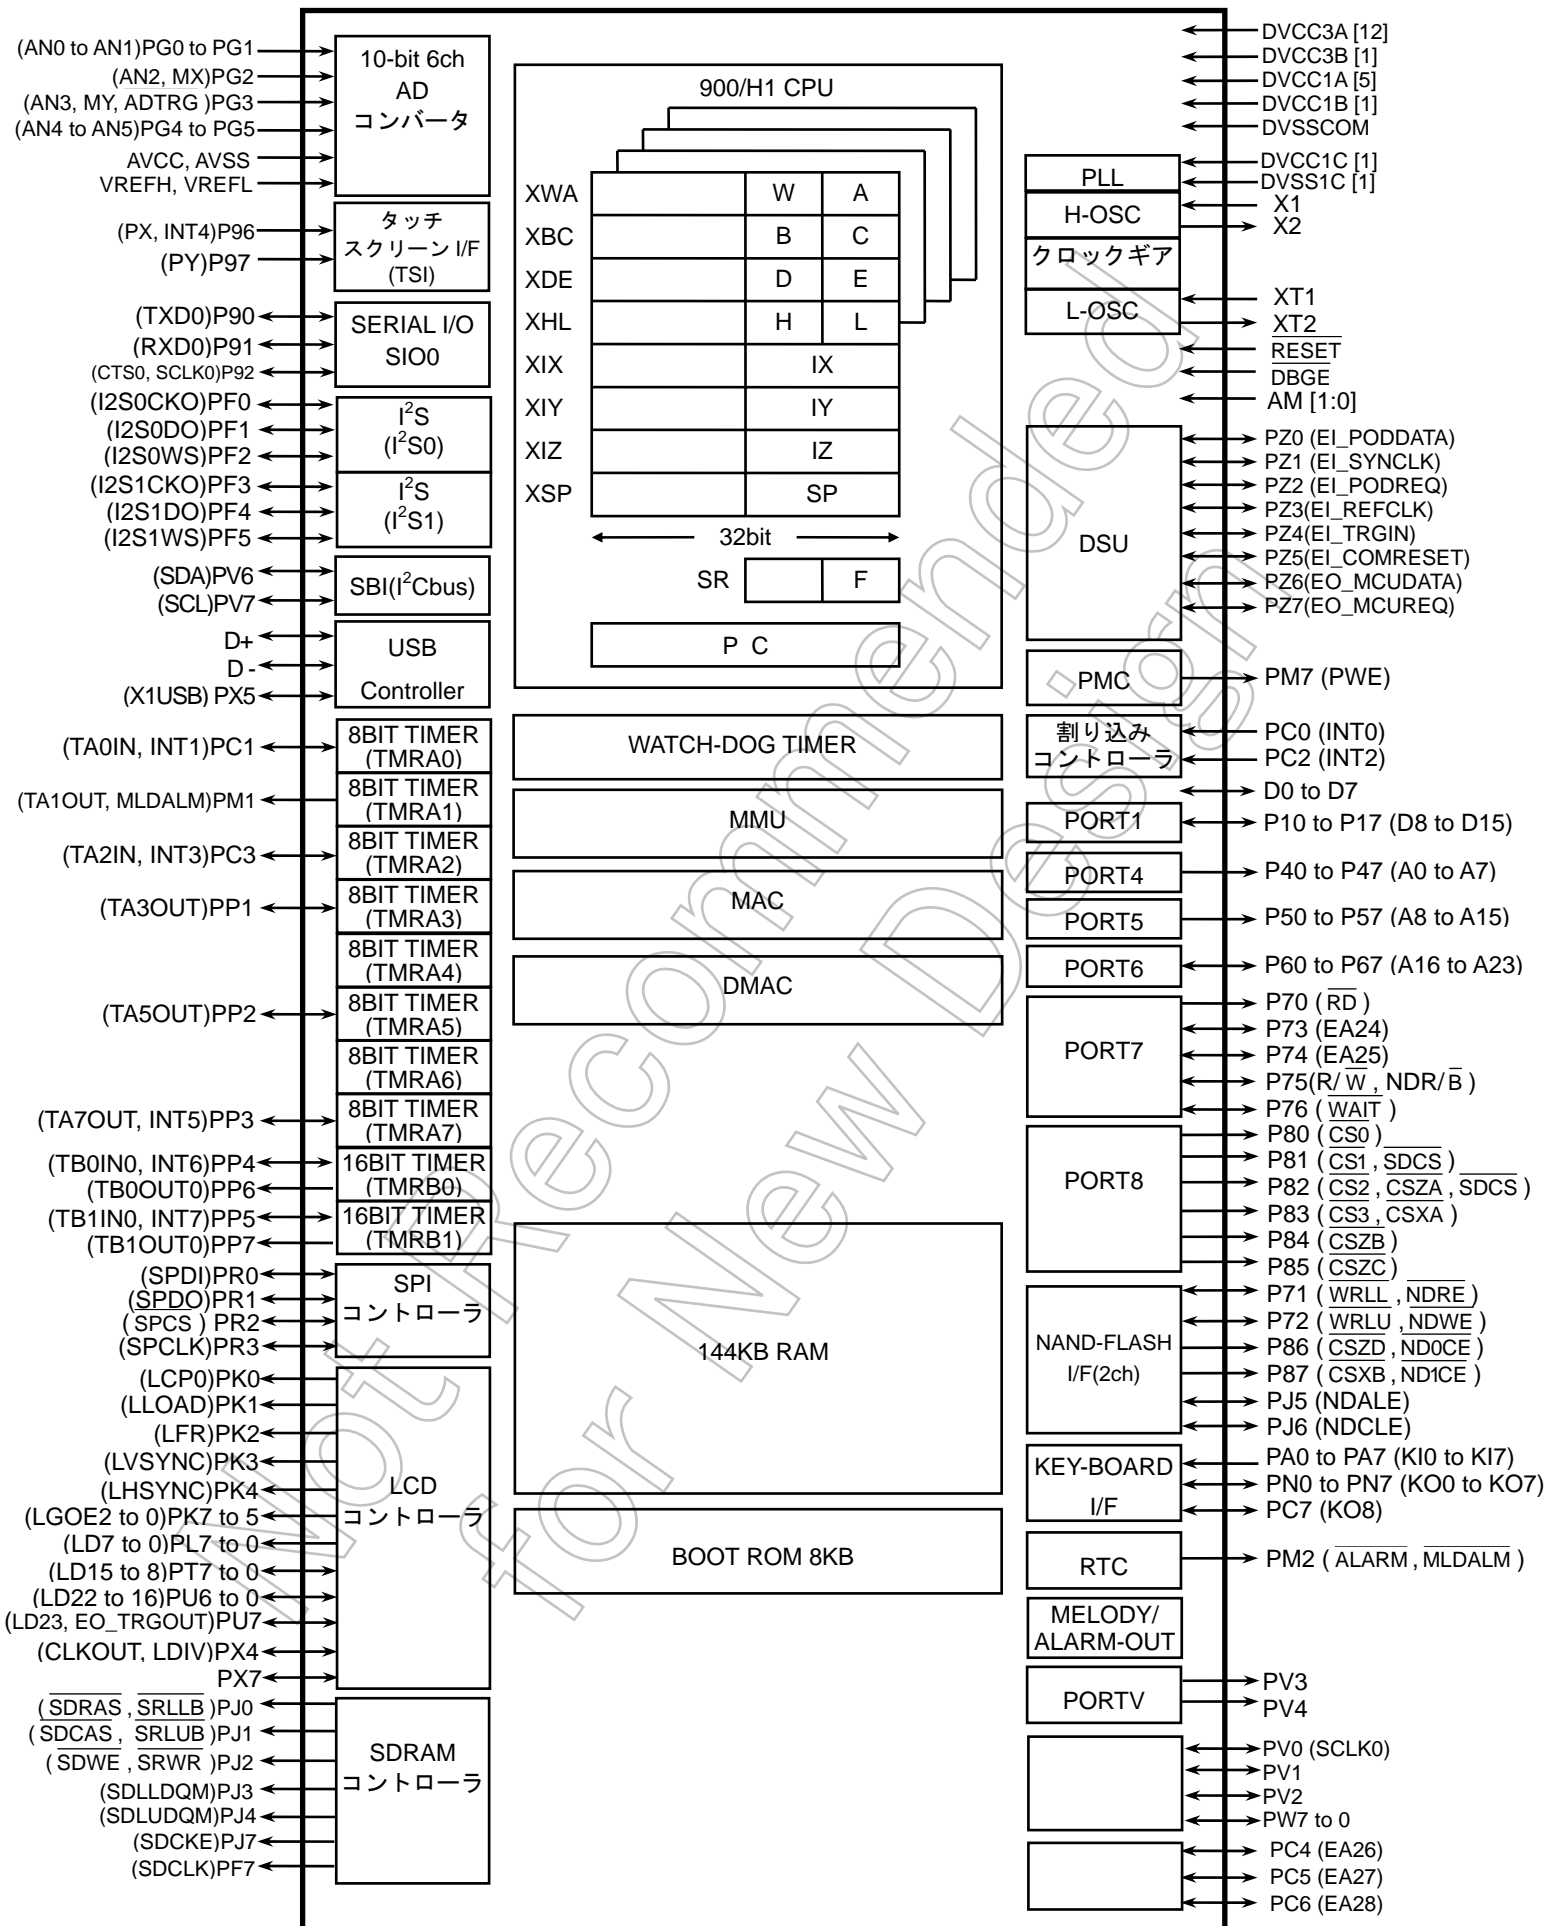 (AN0 to AN1)PG0 to PG1
(AN2, MX)PG2
(AN3, MY, ADTRG )PG3
(AN4 to AN5)PG4 to PG5
AVCC, AVSS
VREFH, VREFL
10-bit 6ch
AD
コンバータ
(PX, INT4)P96
(PY)P97
タッチ
スクリーン I/F
(TSI)
(TXD0)P90
(RXD0)P91
(CTS0, SCLK0)P92
SERIAL I/O
SIO0
(I2S0CKO)PF0
(I2S0DO)PF1
(I2S0WS)PF2
I2S
(I2S0)
(I2S1CKO)PF3
(I2S1DO)PF4
(I2S1WS)PF5
I2S
(I2S1)
(SDA)PV6
(SCL)PV7
SBI(I2Cbus)
D+
D -
(X1USB) PX5
USB
Controller
(TA0IN, INT1)PC1
8BIT TIMER
(TMRA0)
(TA1OUT, MLDALM)PM1
8BIT TIMER
(TMRA1)
(TA2IN, INT3)PC3
8BIT TIMER
(TMRA2)
(TA3OUT)PP1
8BIT TIMER
(TMRA3)
8BIT TIMER
(TMRA4)
(TA5OUT)PP2
8BIT TIMER
(TMRA5)
8BIT TIMER
(TMRA6)
(TA7OUT, INT5)PP3
8BIT TIMER
(TMRA7)
(TB0IN0, INT6)PP4
(TB0OUT0)PP6
16BIT TIMER
(TMRB0)
(TB1IN0, INT7)PP5
(TB1OUT0)PP7
16BIT TIMER
(TMRB1)
(SPDI)PR0
(SPDO)PR1
( SPCS ) PR2
(SPCLK)PR3
SPI
コントローラ
(LCP0)PK0
(LLOAD)PK1
(LFR)PK2
(LVSYNC)PK3
(LHSYNC)PK4
(LGOE2 to 0)PK7 to 5
(LD7 to 0)PL7 to 0
(LD15 to 8)PT7 to 0
(LD22 to 16)PU6 to 0
(LD23, EO_TRGOUT)PU7
(CLKOUT, LDIV)PX4
PX7
LCD
コントローラ
( SDRAS , SRLLB )PJ0
( SDCAS , SRLUB )PJ1
( SDWE , SRWR )PJ2
(SDLLDQM)PJ3
(SDLUDQM)PJ4
(SDCKE)PJ7
(SDCLK)PF7
SDRAM
コントローラ
900/H1 CPU
XWA
W
A
XBC
B
C
XDE
D
E
XHL
H
L
XIX
IX
XIY
IY
XIZ
IZ
XSP
SP
32bit
SR
F
P C
WATCH-DOG TIMER
MMU
MAC
DMAC
144KB RAM
BOOT ROM 8KB
DVCC3A [12]
DVCC3B [1]
DVCC1A [5]
DVCC1B [1]
DVSSCOM
PLL
DVCC1C [1]
DVSS1C [1]
H-OSC
X1
X2
クロックギア
L-OSC
XT1
XT2
RESET
DBGE
AM [1:0]
DSU
PZ0 (EI_PODDATA)
PZ1 (EI_SYNCLK)
PZ2 (EI_PODREQ)
PZ3(EI_REFCLK)
PZ4(EI_TRGIN)
PZ5(EI_COMRESET)
PZ6(EO_MCUDATA)
PZ7(EO_MCUREQ)
PMC
PM7 (PWE)
割り込み
コントローラ
PC0 (INT0)
PC2 (INT2)
D0 to D7
PORT1
P10 to P17 (D8 to D15)
PORT4
P40 to P47 (A0 to A7)
PORT5
P50 to P57 (A8 to A15)
PORT6
P60 to P67 (A16 to A23)
PORT7
P70 ( RD )
P73 (EA24)
P74 (EA25)
P75(R/ W , NDR/ B )
P76 ( WAIT )
PORT8
P80 ( CS0 )
P81 ( CS1 , SDCS )
P82 ( CS2 , CSZA , SDCS )
P83 ( CS3 , CSXA )
P84 ( CSZB )
P85 ( CSZC )
NAND-FLASH
I/F(2ch)
P71 ( WRLL , NDRE )
P72 ( WRLU , NDWE )
P86 ( CSZD , ND0CE )
P87 ( CSXB , ND1CE )
PJ5 (NDALE)
PJ6 (NDCLE)
KEY-BOARD
I/F
PA0 to PA7 (KI0 to KI7)
PN0 to PN7 (KO0 to KO7)
PC7 (KO8)
RTC
PM2 ( ALARM , MLDALM )
MELODY/
ALARM-OUT
PORTV
PV3
PV4
PV0 (SCLK0)
PV1
PV2
PW7 to 0
PC4 (EA26)
PC5 (EA27)
PC6 (EA28)
Not Recommended
for New Design